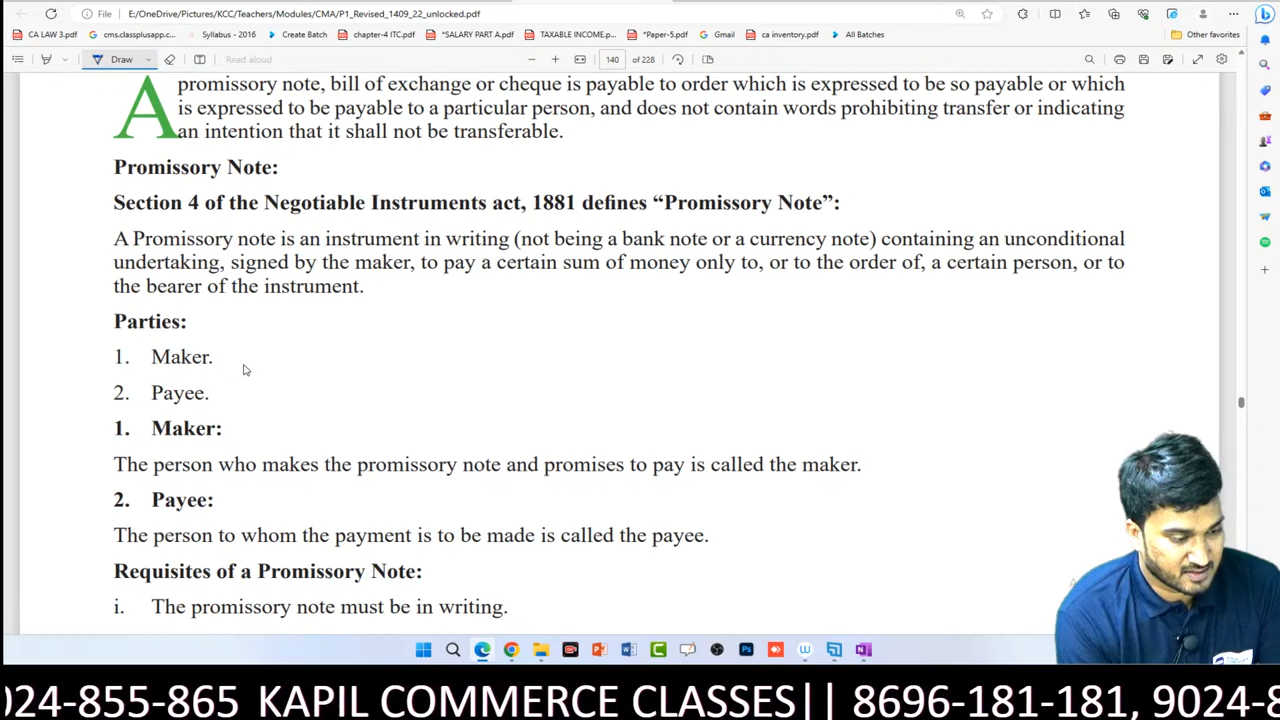 File
E:/OneDrive/Pictures/KCC/Teachers/Modules/CMA/P1_Revised_1409_22_unlocked.pdf
CA LAW 3.pdf
cms.classplusapp.c...
Syllabus - 2016
Create Batch
chapter-4 ITC.pdf
*SALARY PART A.pdf
TAXABLE INCOME.p...
*Paper-5.pdf
Gmail
ca inventory.pdf
All Batches
Other favorites
Draw
Read aloud
140 of 228
A promissory note, bill of exchange or cheque is payable to order which is expressed to be so payable or which
is expressed to be payable to a particular person, and does not contain words prohibiting transfer or indicating
an intention that it shall not be transferable.
Promissory Note:
Section 4 of the Negotiable Instruments act, 1881 defines “Promissory Note”:
A Promissory note is an instrument in writing (not being a bank note or a currency note) containing an unconditional
undertaking, signed by the maker, to pay a certain sum of money only to, or to the order of, a certain person, or to
the bearer of the instrument.
Parties:
1. Maker.
2. Payee.
1. Maker:
The person who makes the promissory note and promises to pay is called the maker.
2. Payee:
The person to whom the payment is to be made is called the payee.
Requisites of a Promissory Note:
i. The promissory note must be in writing.
024-855-865 KAPIL COMMERCE CLASSES|| 8696-181-181, 9024-8